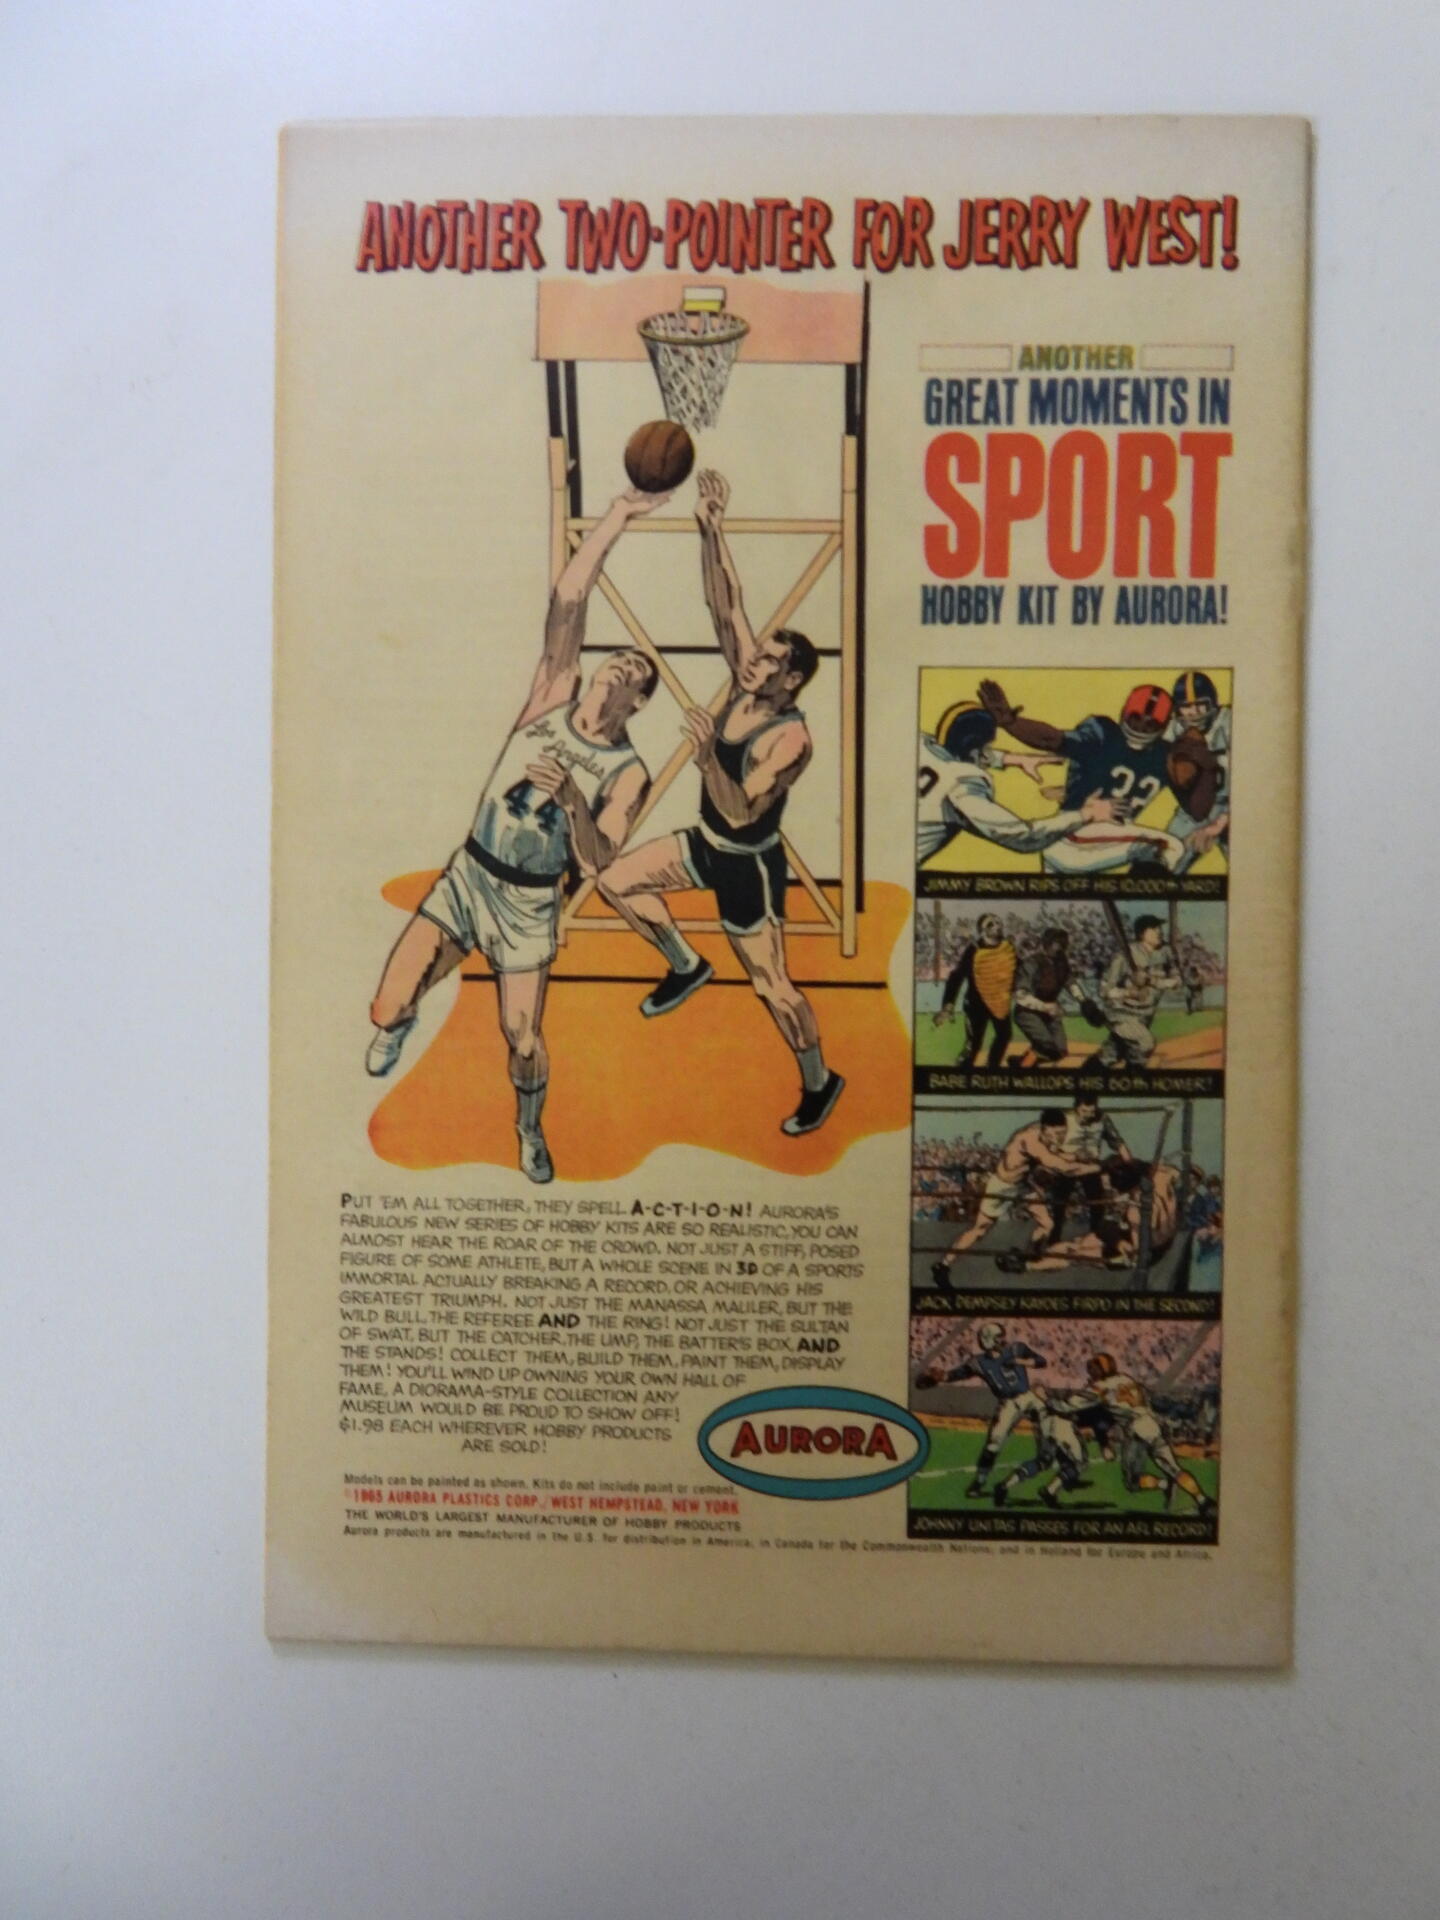 ANOTHER TWO-POINTER FOR JERRY WEST!
ANOTHER
GREAT MOMENTS IN
SPORT
HOBBY KIT BY AURORA!
Los Angeles
44
32
JIMMY BROWN RIPS OFF HIS 10,000th YARD!
BABE RUTH WALLOPS HIS 60th HOMER!
JACK DEMPSEY KAYOES FIRPO IN THE SECOND!
15
JOHNNY UNITAS PASSES FOR AN AFL RECORD!
PUT 'EM ALL TOGETHER, THEY SPELL A-C-T-I-O-N! AURORA'S
FABULOUS NEW SERIES OF HOBBY KITS ARE SO REALISTIC, YOU CAN
ALMOST HEAR THE ROAR OF THE CROWD. NOT JUST A STIFF, POSED
FIGURE OF SOME ATHLETE, BUT A WHOLE SCENE IN 3D OF A SPORTS
IMMORTAL ACTUALLY BREAKING A RECORD, OR ACHIEVING HIS
GREATEST TRIUMPH. NOT JUST THE MANASSA MAULER, BUT THE
WILD BULL, THE REFEREE AND THE RING! NOT JUST THE SULTAN
OF SWAT, BUT THE CATCHER, THE UMP, THE BATTER'S BOX, AND
THE STANDS! COLLECT THEM, BUILD THEM, PAINT THEM, DISPLAY
THEM! YOU'LL WIND UP OWNING YOUR OWN HALL OF
FAME, A DIORAMA-STYLE COLLECTION ANY
MUSEUM WOULD BE PROUD TO SHOW OFF!
$1.98 EACH WHEREVER HOBBY PRODUCTS
ARE SOLD!
AURORA
Models can be painted as shown. Kits do not include paint or cement.
©1965 AURORA PLASTICS CORP./WEST HEMPSTEAD, NEW YORK
THE WORLD'S LARGEST MANUFACTURER OF HOBBY PRODUCTS
Aurora products are manufactured in the U.S. for distribution in America; in Canada for the Commonwealth Nations; and in Holland for Europe and Africa.